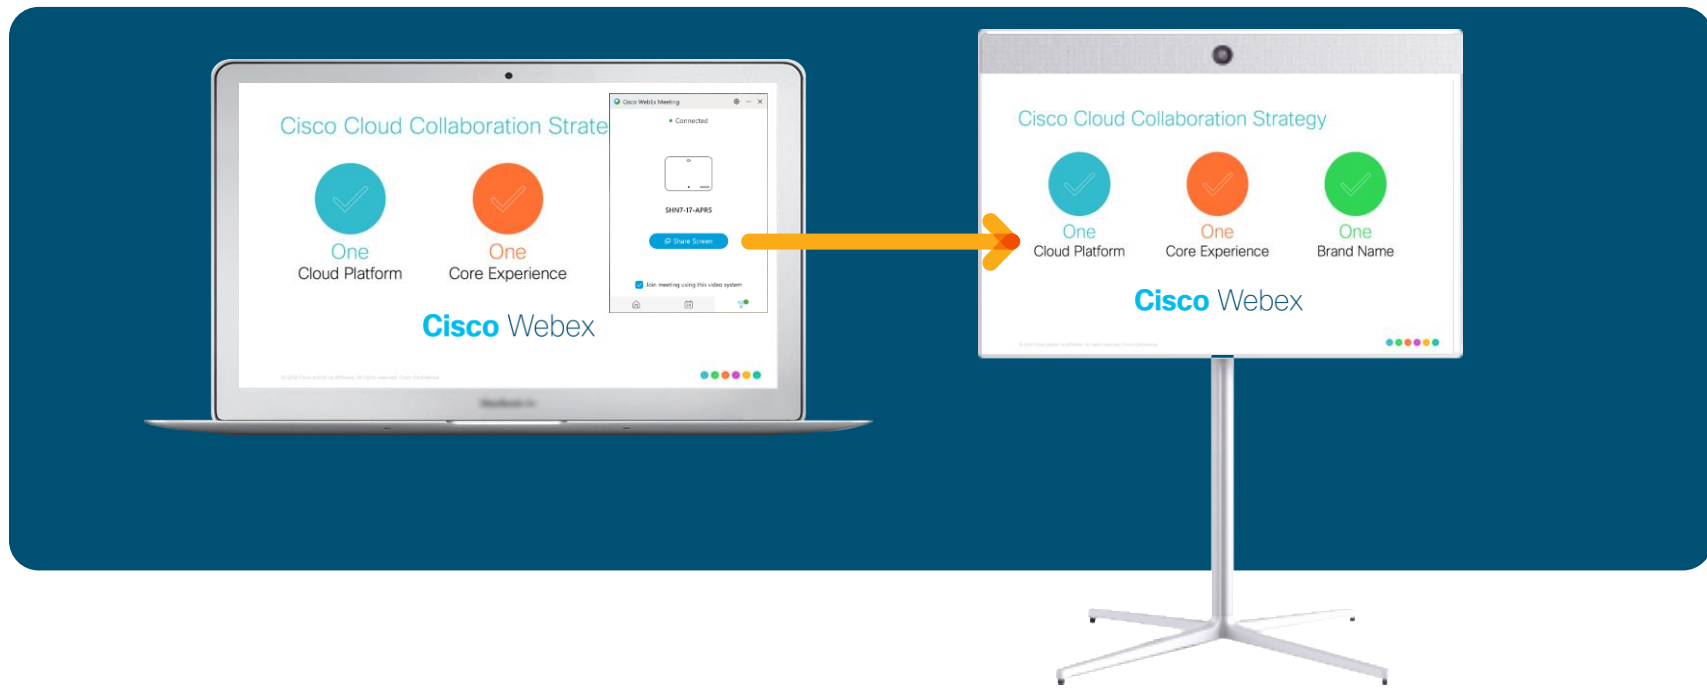 Cisco Cloud Collaboration Strate
One
Cloud Platform
One
Core Experience
Cisco Webex
Cisco WebEx Meeting
Connected
SHN7-17-APR5
Share Screen
Join meeting using this video system
Cisco Cloud Collaboration Strategy
One
Cloud Platform
One
Core Experience
One
Brand Name
Cisco Webex